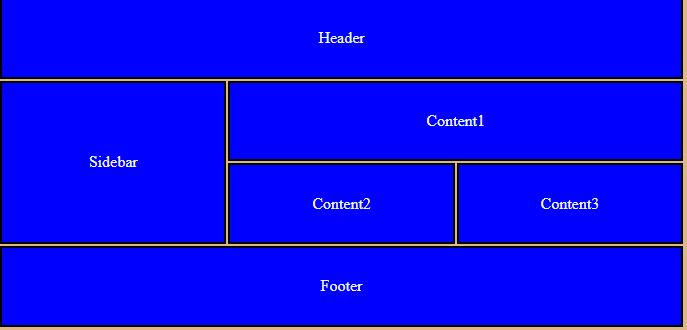 Header
Sidebar
Content1
Content2
Content3
Footer